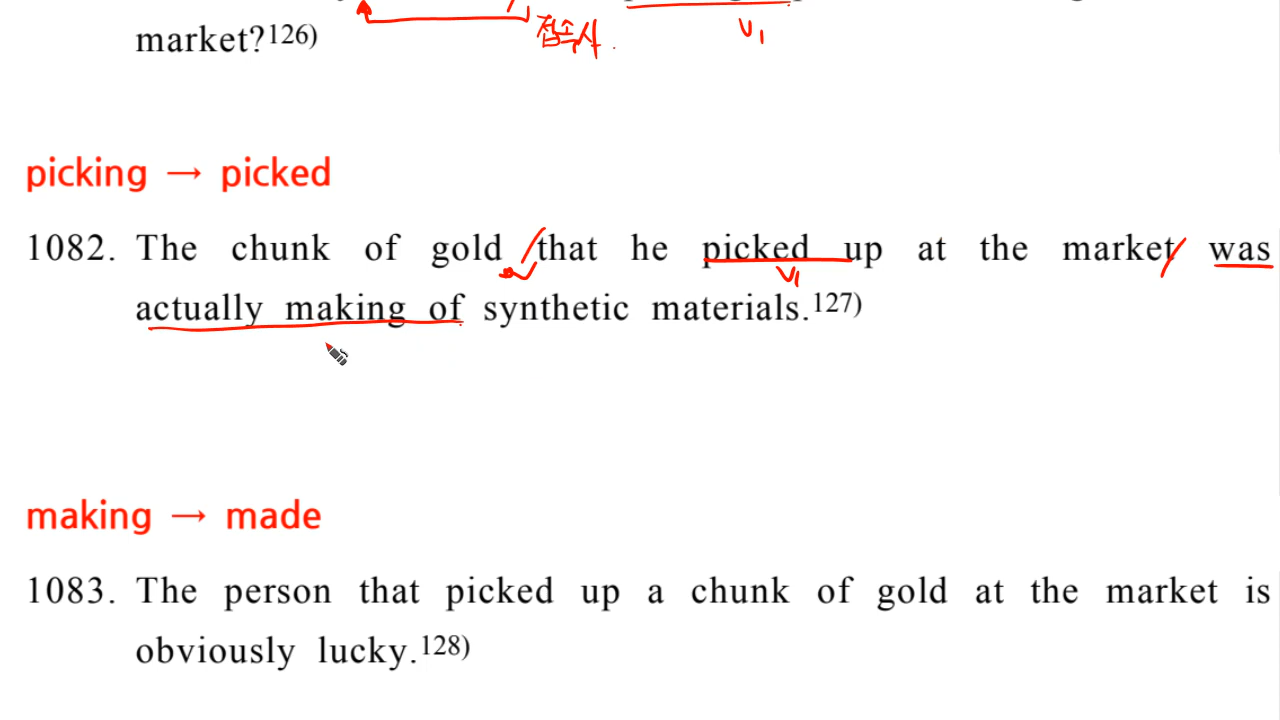 접속사.
V1
market?126)
picking → picked
1082. The chunk of gold that he picked up at the market was
V1
actually making of synthetic materials.127)
making → made
1083. The person that picked up a chunk of gold at the market is
obviously lucky.128)